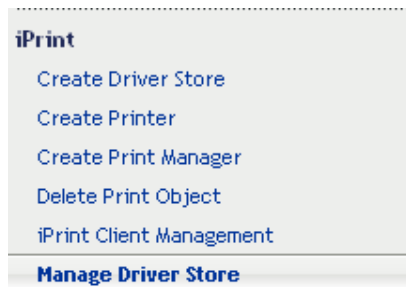 iPrint
Create Driver Store
Create Printer
Create Print Manager
Delete Print Object
iPrint Client Management
Manage Driver Store